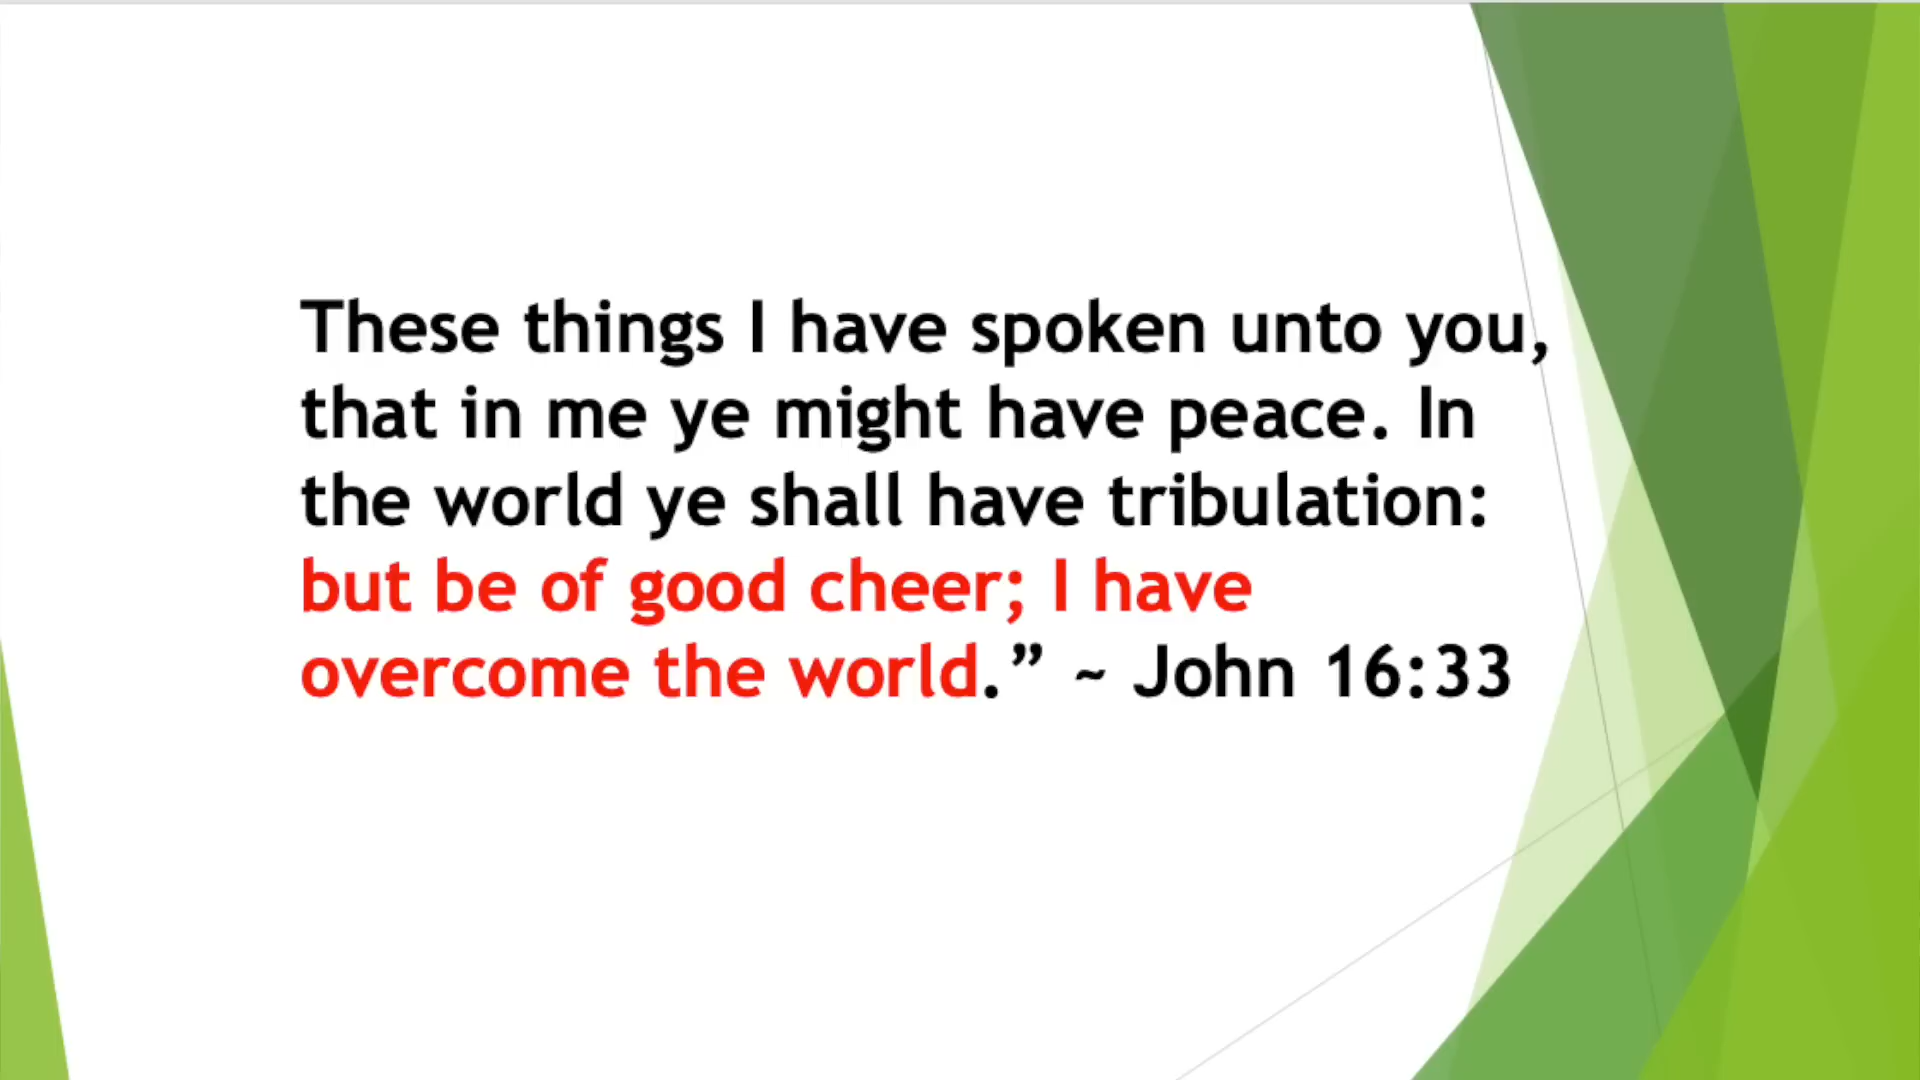 These things I have spoken unto you,
that in me ye might have peace. In
the world ye shall have tribulation:
but be of good cheer; I have
overcome the world.” ~ John 16:33